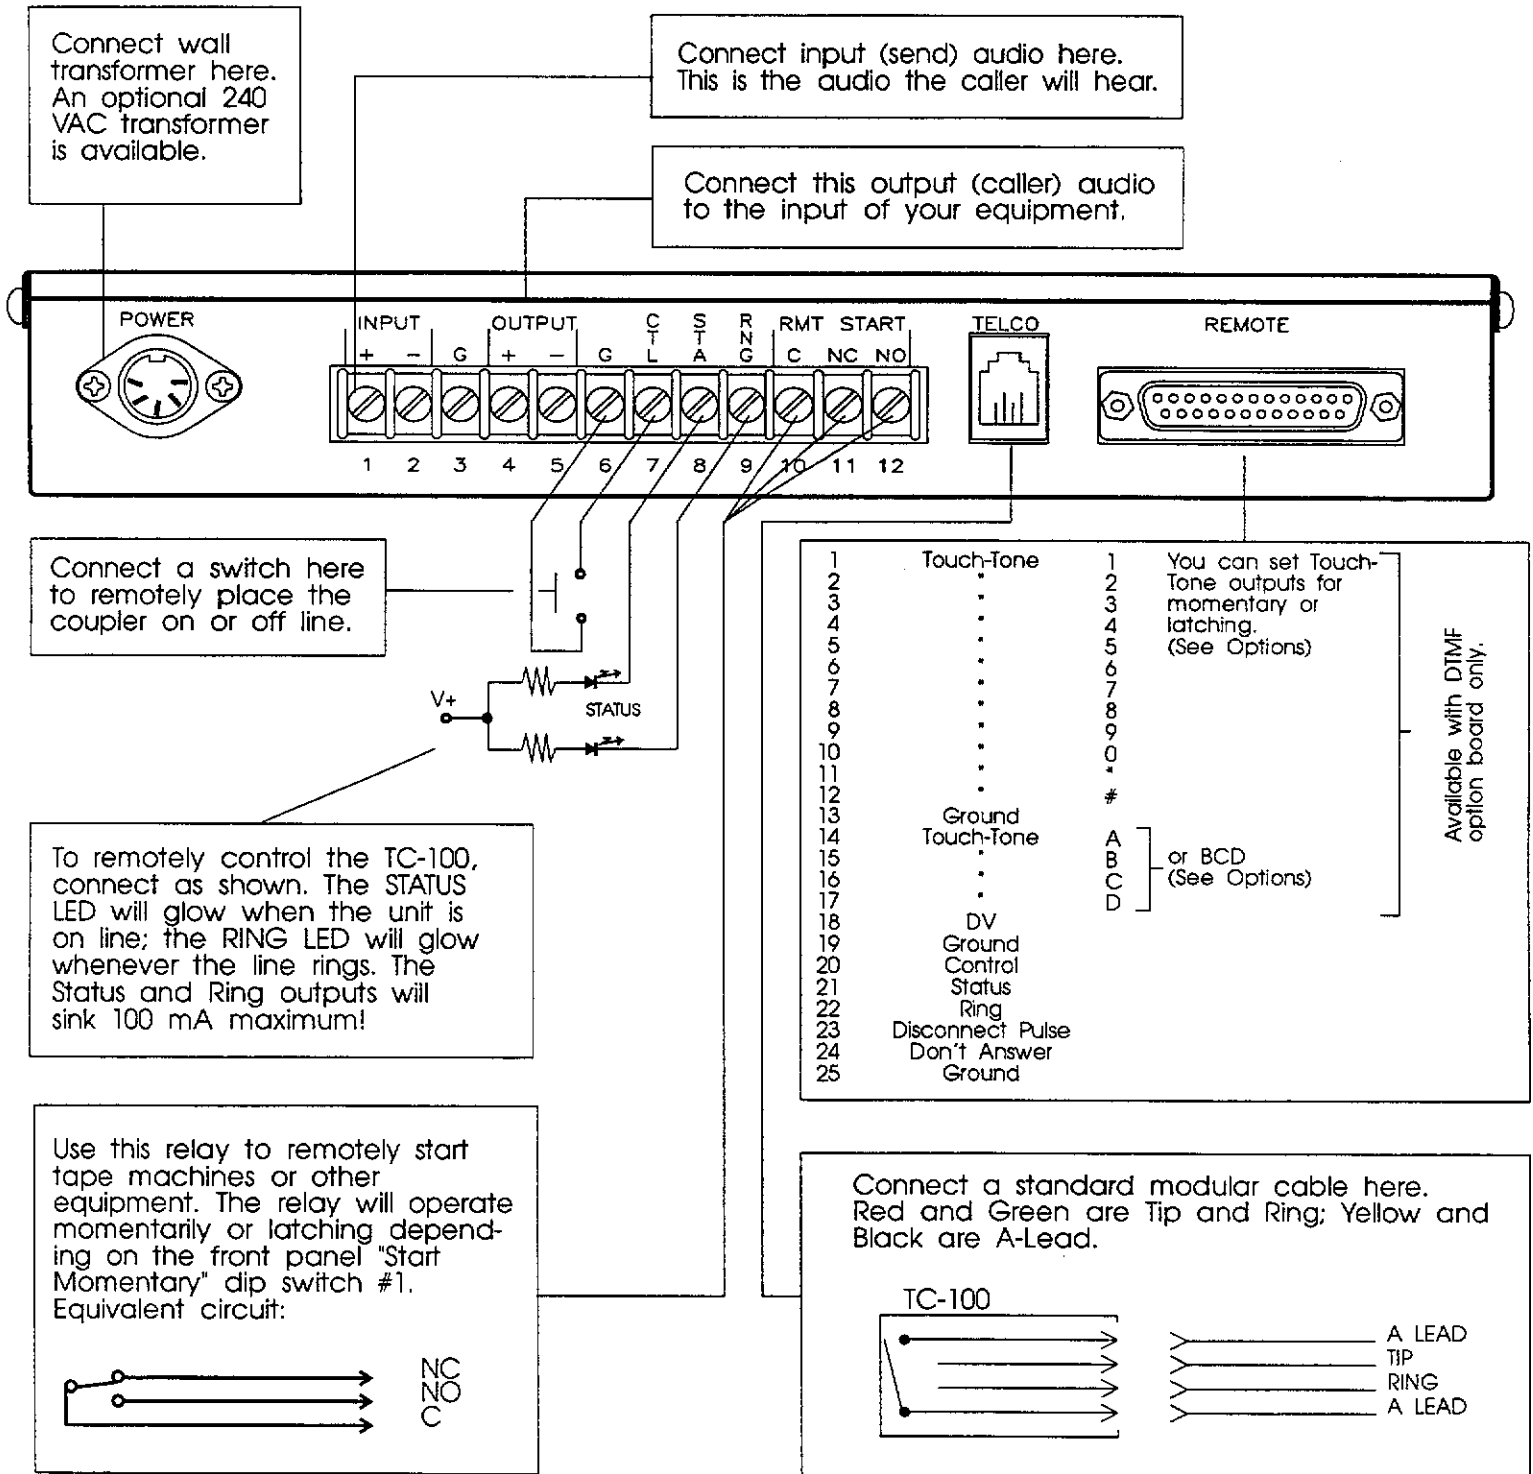 Connect wall
transformer here.
An optional 240
VAC transformer
is available.
Connect input (send) audio here.
This is the audio the caller will hear.
Connect this output (caller) audio
to the input of your equipment.
POWER
INPUT
+ −
G
OUTPUT
+ −
G
CTL
STA
RNG
RMT START
C NC NO
TELCO
REMOTE
1 2 3 4 5 6 7 8 9 10 11 12
Connect a switch here
to remotely place the
coupler on or off line.
V+
STATUS
To remotely control the TC-100,
connect as shown. The STATUS
LED will glow when the unit is
on line; the RING LED will glow
whenever the line rings. The
Status and Ring outputs will
sink 100 mA maximum!
1 Touch-Tone 1 You can set Touch-
2 " 2 Tone outputs for
3 " 3 momentary or
4 " 4 latching.
5 " 5 (See Options)
6 " 6
7 " 7
8 " 8
9 " 9
10 " 0
11 " *
12 " #
13 Ground
14 Touch-Tone A
15 " B or BCD
16 " C (See Options)
17 " D
18 DV
19 Ground
20 Control
21 Status
22 Ring
23 Disconnect Pulse
24 Don't Answer
25 Ground
Available with DTMF
option board only.
Use this relay to remotely start
tape machines or other
equipment. The relay will operate
momentarily or latching depend-
ing on the front panel "Start
Momentary" dip switch #1.
Equivalent circuit:
NC
NO
C
Connect a standard modular cable here.
Red and Green are Tip and Ring; Yellow and
Black are A-Lead.
TC-100
A LEAD
TIP
RING
A LEAD